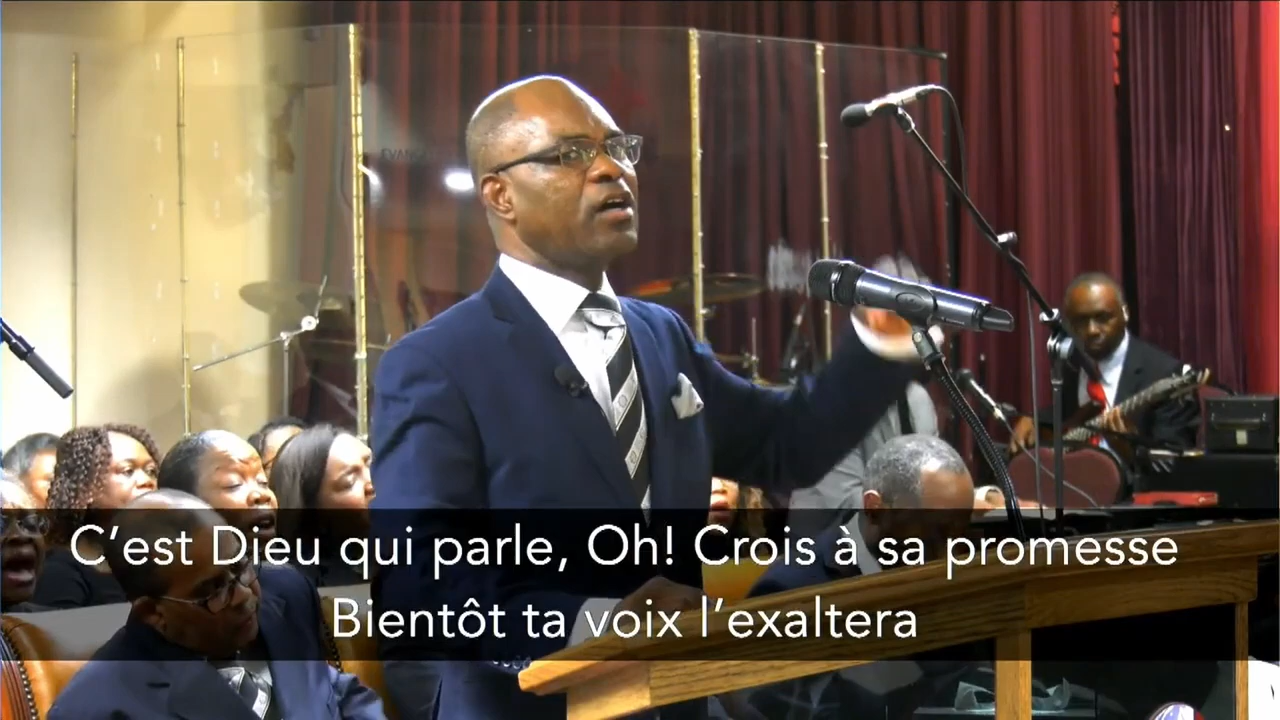 C'est Dieu qui parle, Oh! Crois à sa promesse
Bientôt ta voix l'exaltera